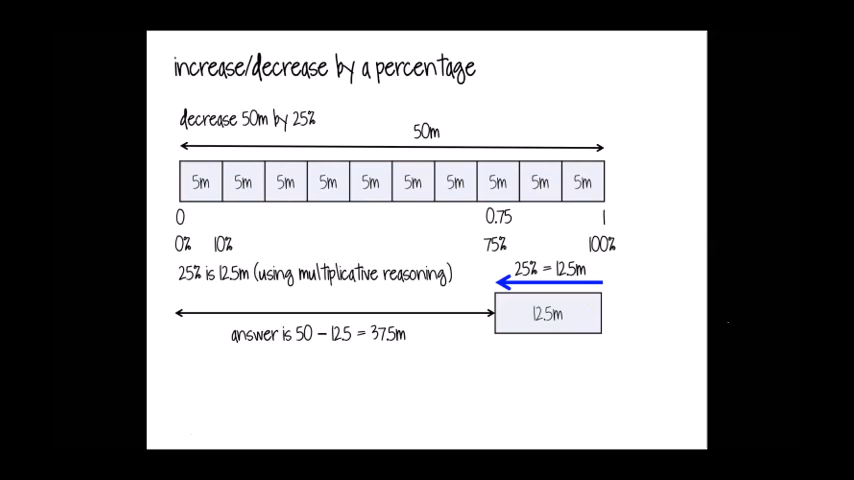 increase/decrease by a percentage
decrease 50m by 25%
50m
5m 5m 5m 5m 5m 5m 5m 5m 5m 5m
0 0.75 1
0% 10% 75% 100%
25% is 12.5m (using multiplicative reasoning)
25% = 12.5m
12.5m
answer is 50 – 12.5 = 37.5m